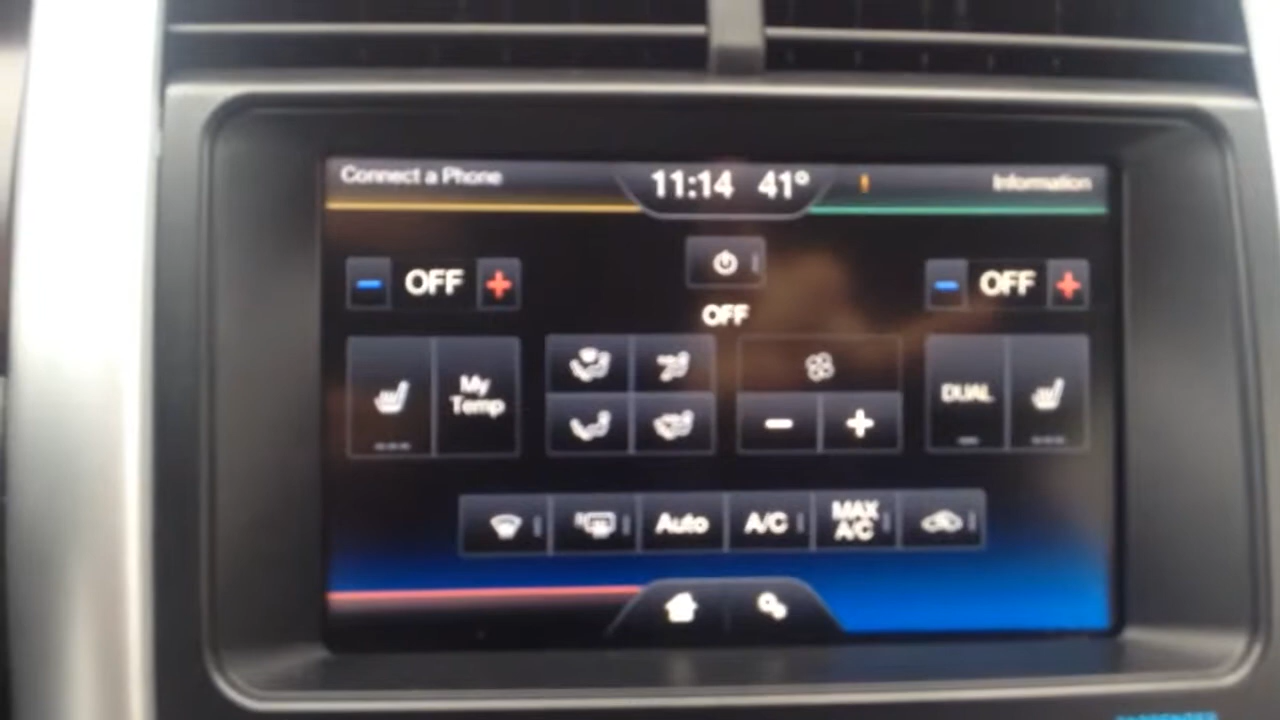 Connect a Phone
11:14 41°
Information
OFF
OFF
OFF
My
Temp
DUAL
Auto
A/C
MAX
A/C